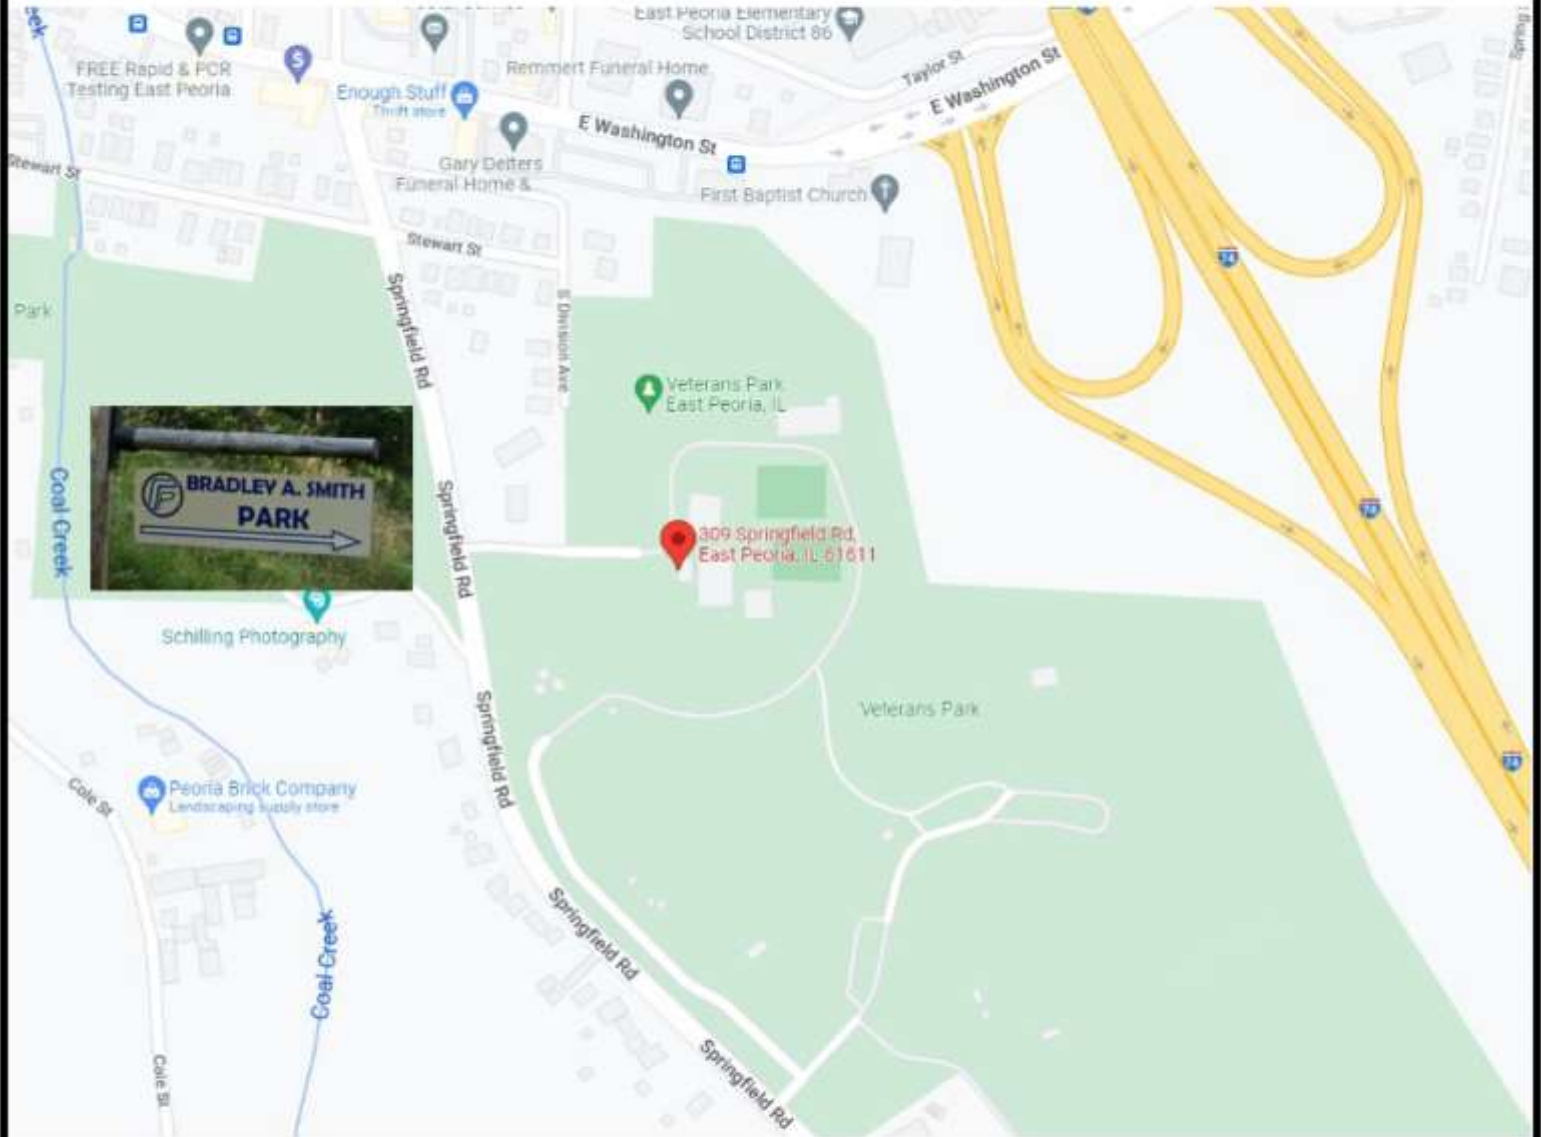 East Peoria Elementary
School District 86
FREE Rapid & PCR
Testing East Peoria
S
Enough Stuff
Thrift store
Remmert Funeral Home
Taylor St
E Washington St
E Washington St
Gary Deiters
Funeral Home &
First Baptist Church
Stewart St
Stewart St
Springfield Rd
S Division Ave
74
Park
Veterans Park
East Peoria, IL
BRADLEY A. SMITH
PARK
Coal Creek
Springfield Rd
309 Springfield Rd,
East Peoria, IL 61611
74
Schilling Photography
Springfield Rd
Veterans Park
74
Cole St
Peoria Brick Company
Landscaping supply store
Springfield Rd
Coal Creek
Cole St
Springfield Rd